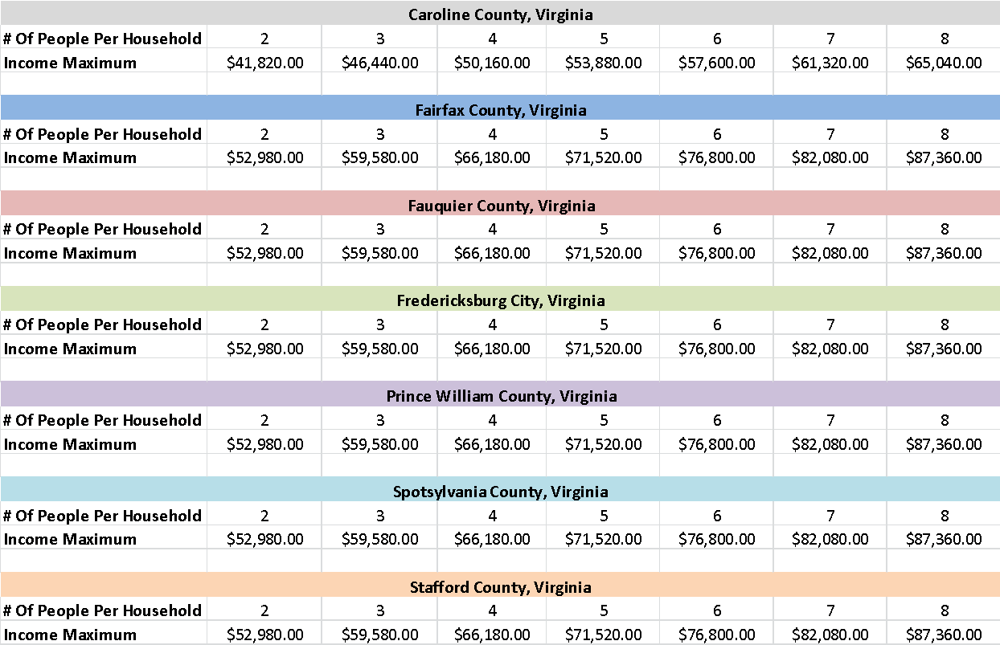 Caroline County, Virginia
# Of People Per Household 2 3 4 5 6 7 8
Income Maximum $41,820.00 $46,440.00 $50,160.00 $53,880.00 $57,600.00 $61,320.00 $65,040.00
Fairfax County, Virginia
# Of People Per Household 2 3 4 5 6 7 8
Income Maximum $52,980.00 $59,580.00 $66,180.00 $71,520.00 $76,800.00 $82,080.00 $87,360.00
Fauquier County, Virginia
# Of People Per Household 2 3 4 5 6 7 8
Income Maximum $52,980.00 $59,580.00 $66,180.00 $71,520.00 $76,800.00 $82,080.00 $87,360.00
Fredericksburg City, Virginia
# Of People Per Household 2 3 4 5 6 7 8
Income Maximum $52,980.00 $59,580.00 $66,180.00 $71,520.00 $76,800.00 $82,080.00 $87,360.00
Prince William County, Virginia
# Of People Per Household 2 3 4 5 6 7 8
Income Maximum $52,980.00 $59,580.00 $66,180.00 $71,520.00 $76,800.00 $82,080.00 $87,360.00
Spotsylvania County, Virginia
# Of People Per Household 2 3 4 5 6 7 8
Income Maximum $52,980.00 $59,580.00 $66,180.00 $71,520.00 $76,800.00 $82,080.00 $87,360.00
Stafford County, Virginia
# Of People Per Household 2 3 4 5 6 7 8
Income Maximum $52,980.00 $59,580.00 $66,180.00 $71,520.00 $76,800.00 $82,080.00 $87,360.00